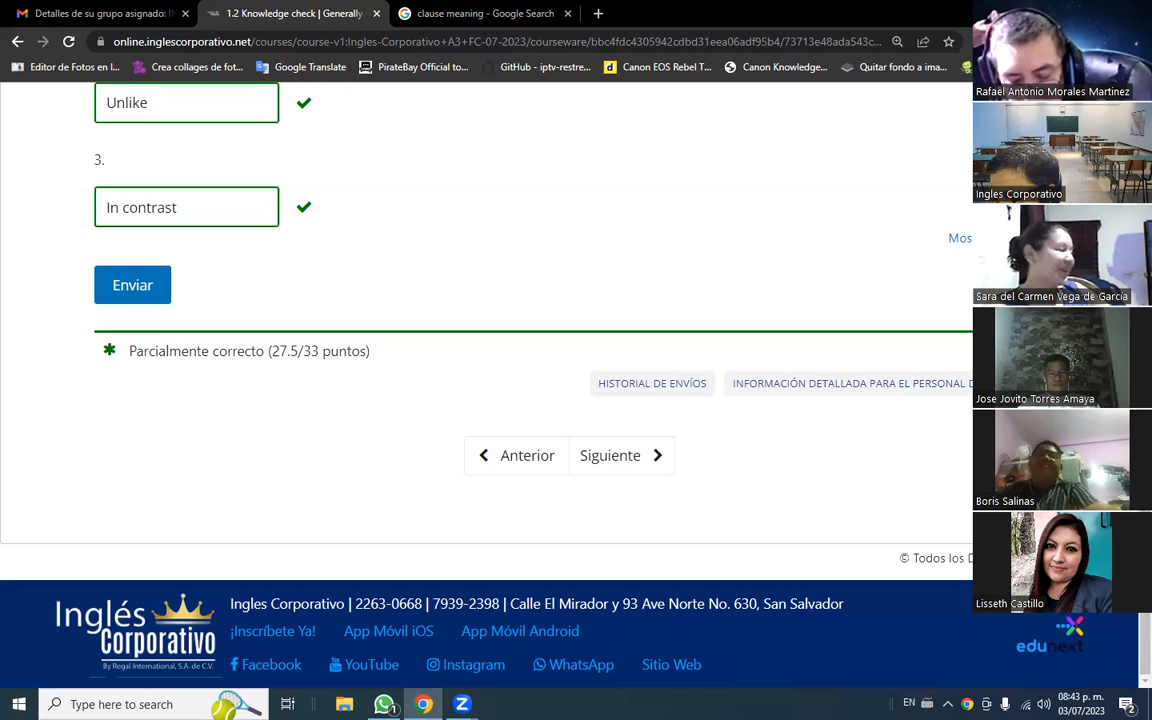 Detalles de su grupo asignado: I
1.2 Knowledge check | Generally
clause meaning - Google Search
online.inglescorporativo.net/courses/course-v1:Ingles-Corporativo+A3+FC-07-2023/courseware/bbc4fdc4305942cdbd31eea06adf95b4/73713e48ada543c...
Editor de Fotos en l...
Crea collages de fot...
Google Translate
PirateBay Official to...
GitHub - iptv-restre...
Canon EOS Rebel T...
Canon Knowledge...
Quitar fondo a ima...
Unlike
3.
In contrast
Mos
Enviar
Parcialmente correcto (27.5/33 puntos)
HISTORIAL DE ENVÍOS
INFORMACIÓN DETALLADA PARA EL PERSONAL D
Anterior
Siguiente
© Todos los D
Inglés
Corporativo
By Regal International, S.A. de C.V.
Ingles Corporativo | 2263-0668 | 7939-2398 | Calle El Mirador y 93 Ave Norte No. 630, San Salvador
¡Inscríbete Ya!
App Móvil iOS
App Móvil Android
Facebook
YouTube
Instagram
WhatsApp
Sitio Web
edunext
Rafael Antonio Morales Martinez
Ingles Corporativo
Sara del Carmen Vega de Garcia
Jose Jovito Torres Amaya
Boris Salinas
Lisseth Castillo
Type here to search
1
EN
08:43 p. m.
03/07/2023
2